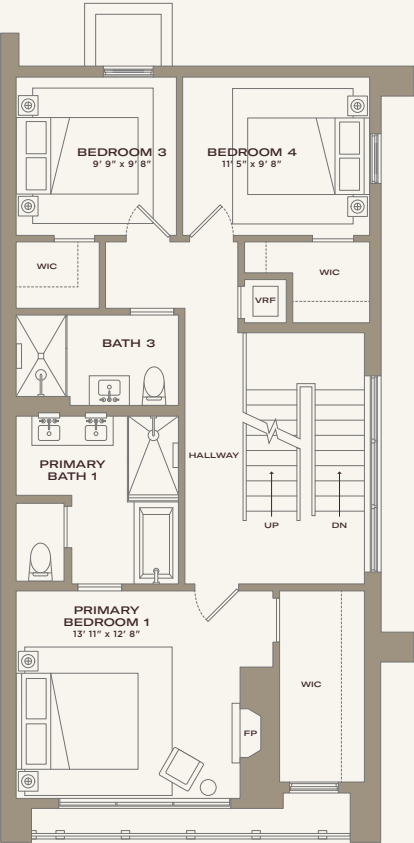 BEDROOM 3
9' 9" x 9' 8"
BEDROOM 4
11' 5" x 9' 8"
WIC
WIC
VRF
BATH 3
HALLWAY
PRIMARY
BATH 1
UP
DN
PRIMARY
BEDROOM 1
13' 11" x 12' 8"
WIC
FP